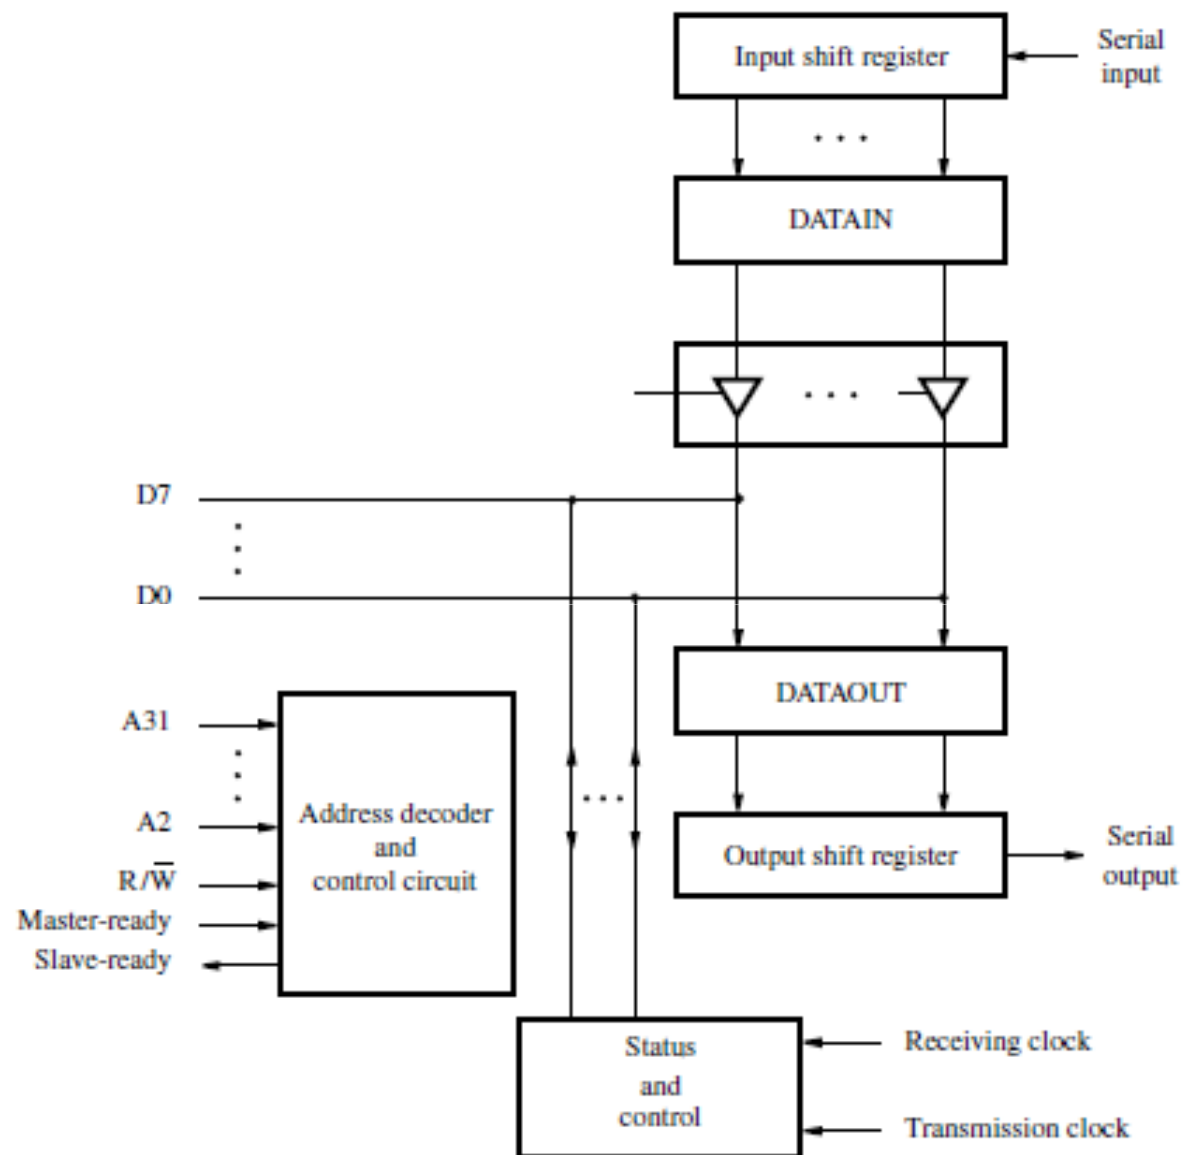 Input shift register
Serial
input
DATAIN
D7
D0
DATAOUT
A31
A2
R/W̅
Master-ready
Slave-ready
Address decoder
and
control circuit
Output shift register
Serial
output
Status
and
control
Receiving clock
Transmission clock